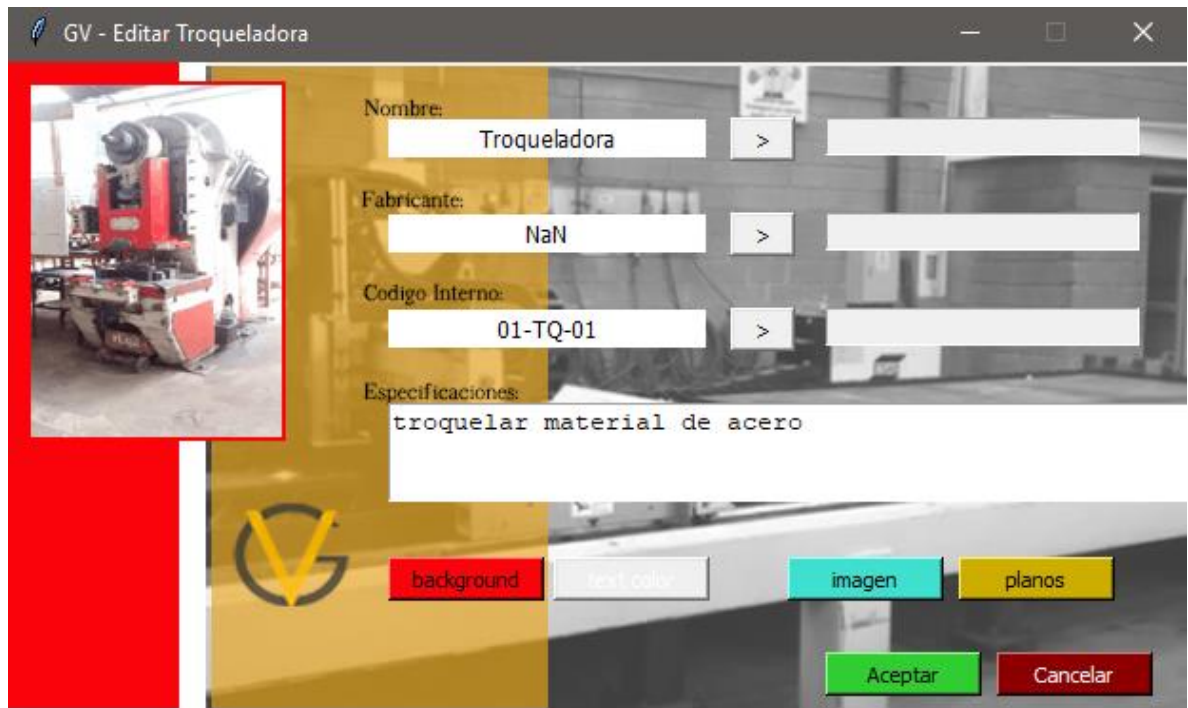 GV - Editar Troqueladora
Nombre:
Troqueladora
>
Fabricante:
NaN
>
Codigo Interno:
01-TQ-01
>
Especificaciones:
troquelar material de acero
GV
background
text color
imagen
planos
Aceptar
Cancelar